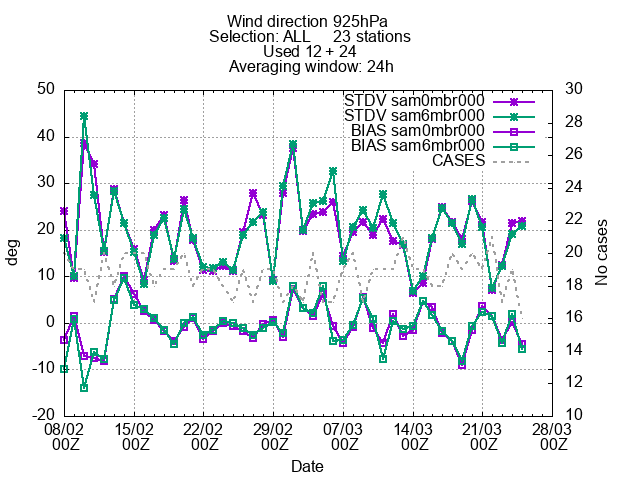 Wind direction 925hPa
Selection: ALL 23 stations
Used 12 + 24
Averaging window: 24h
50 30
STDV sam0mbr000
28
STDV sam6mbr000
40 BIAS sam0mbr000
26
BIAS sam6mbr000
CASES
30 24
22
20
20
10 18
0
16
14
-10
12
-20 10
deg
No cases
08/02 15/02 22/02 29/02 07/03 14/03 21/03 28/03
00Z 00Z 00Z 00Z 00Z 00Z 00Z 00Z
Date